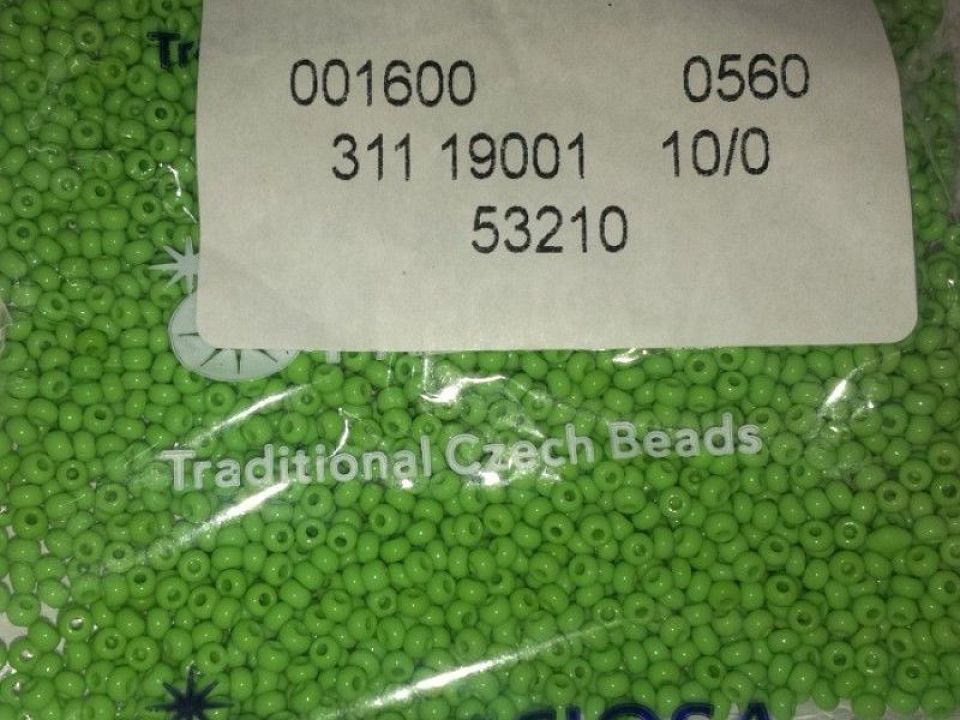 001600 0560
311 19001 10/0
53210
Traditional Czech Beads